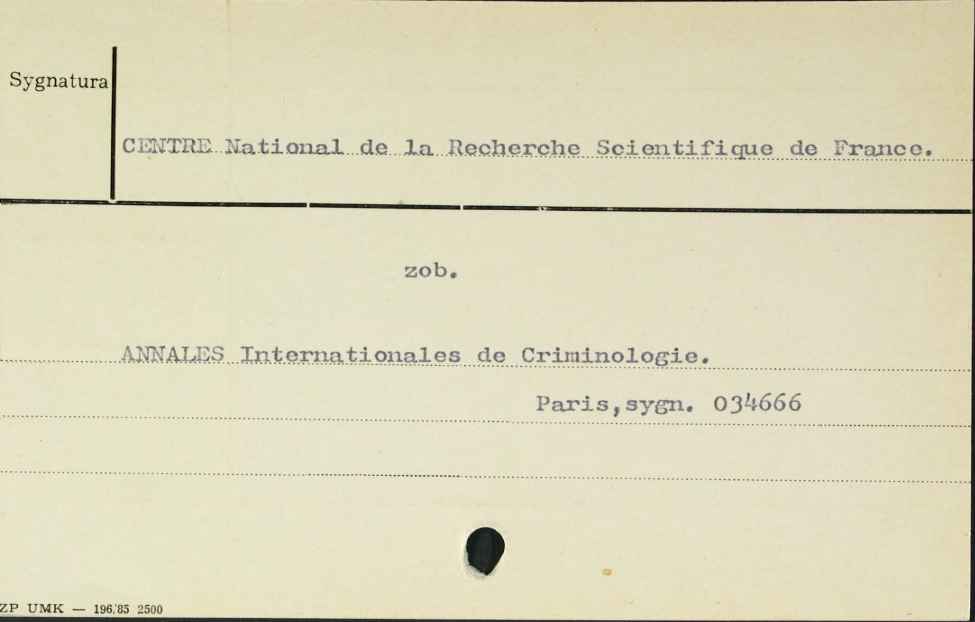 Sygnatura
CENTRE National de la Recherche Scientifique de France.
zob.
ANNALES Internationales de Criminologie.
Paris,sygn. 034666
ZP UMK — 196/85 2500